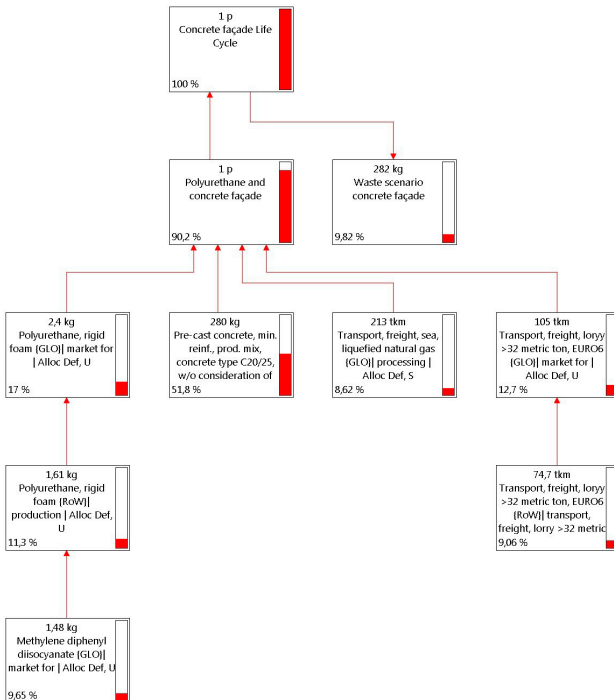 1 p
Concrete façade Life
Cycle
100 %
1 p
Polyurethane and
concrete façade
90,2 %
282 kg
Waste scenario
concrete façade
9,82 %
2,4 kg
Polyurethane, rigid
foam {GLO}| market for
| Alloc Def, U
17 %
280 kg
Pre-cast concrete, min.
reinf., prod. mix,
concrete type C20/25,
w/o consideration of
51,8 %
213 tkm
Transport, freight, sea,
liquefied natural gas
{GLO}| processing |
Alloc Def, S
8,62 %
105 tkm
Transport, freight, loryy
>32 metric ton, EURO6
{GLO}| market for |
Alloc Def, U
12,7 %
1,61 kg
Polyurethane, rigid
foam {RoW}|
production | Alloc Def,
U
11,3 %
74,7 tkm
Transport, freight, loryy
>32 metric ton, EURO6
{RoW}| transport,
freight, lorry >32 metric
9,06 %
1,48 kg
Methylene diphenyl
diisocyanate {GLO}|
market for | Alloc Def, U
9,65 %